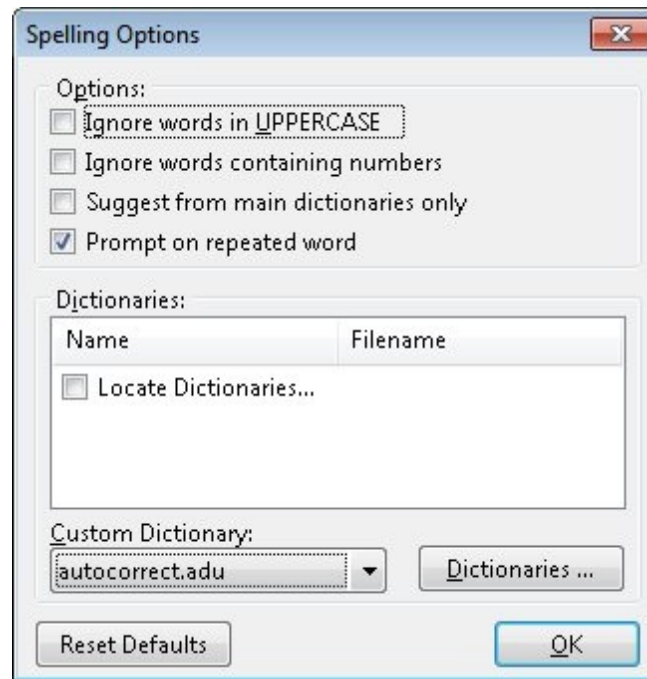 Spelling Options
Options:
Ignore words in UPPERCASE
Ignore words containing numbers
Suggest from main dictionaries only
Prompt on repeated word
Dictionaries:
Name Filename
Locate Dictionaries...
Custom Dictionary:
autocorrect.adu Dictionaries ...
Reset Defaults OK